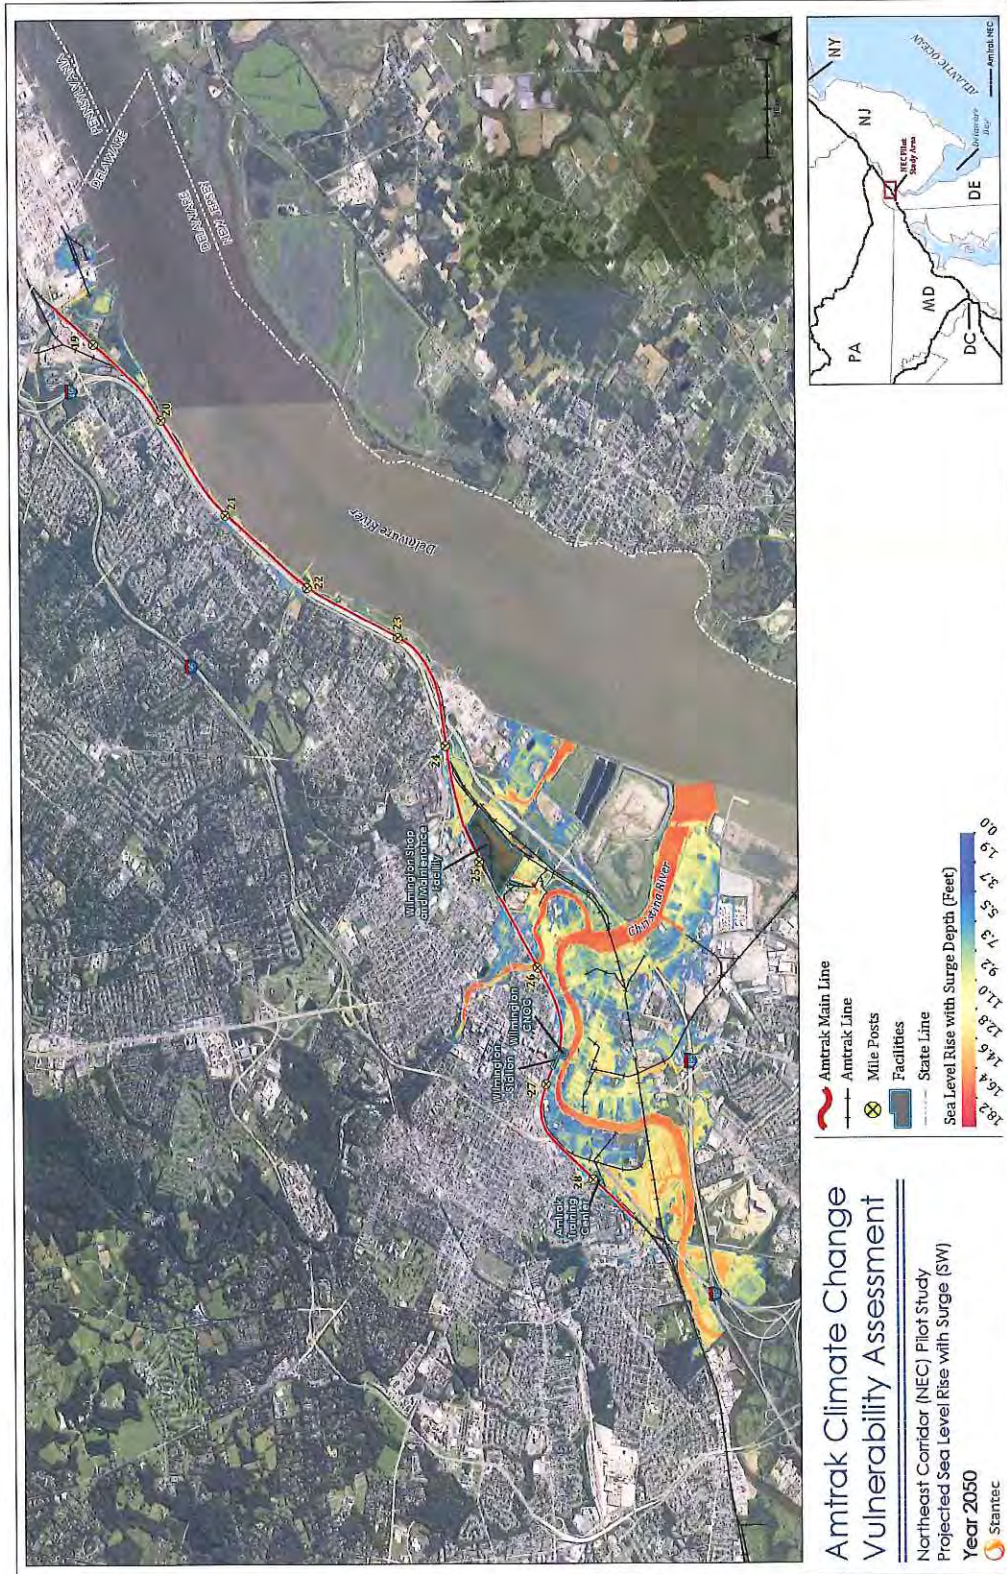 Amtrak Climate Change
Vulnerability Assessment
Northeast Corridor (NEC) Pilot Study
Projected Sea Level Rise with Surge (SW)
Year 2050
Stantec
Amtrak Main Line
Amtrak Line
Mile Posts
Facilities
State Line
Sea Level Rise with Surge Depth (Feet)
18.2
16.4
14.6
12.8
11.0
9.2
7.3
5.5
3.7
1.9
0.0
PENNSYLVANIA
DELAWARE
DELAWARE
NEW JERSEY
19
20
21
22
23
24
25
26
27
28
Delaware River
Christina River
Wilmington Shop
and Maintenance
Facility
Wilmington
CNOC
Wilmington
Station
Amtrak
Training
Center
NY
PA
NJ
MD
DC
DE
NEC Pilot
Study Area
ATLANTIC OCEAN
Delaware
Bay
Amtrak NEC